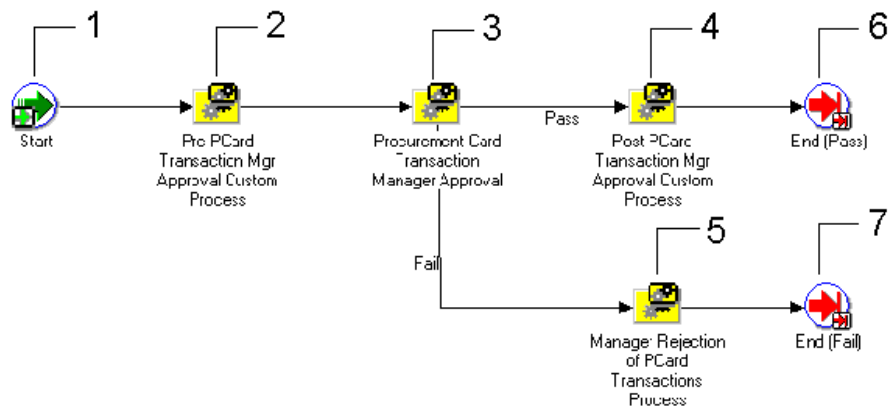 1
2
3
4
6
Start
Pre PCard
Transaction Mgr
Approval Custom
Process
Procurement Card
Transaction
Manager Approval
Pass
Post PCard
Transaction Mgr
Approval Custom
Process
End (Pass)
5
7
Fail
Manager Rejection
of PCard
Transactions
Process
End (Fail)